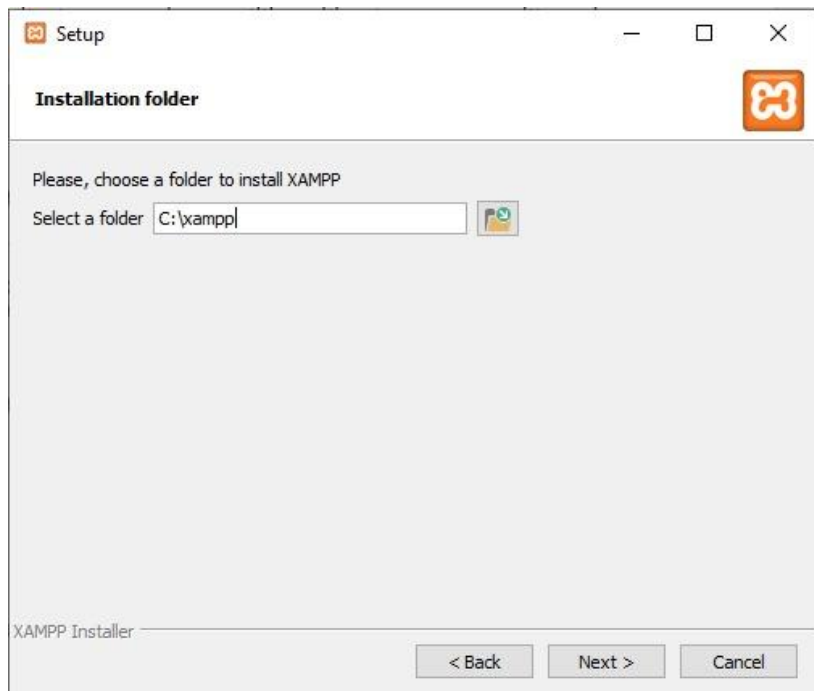 Setup
Installation folder
Please, choose a folder to install XAMPP
Select a folder C:\xampp
XAMPP Installer
< Back Next > Cancel